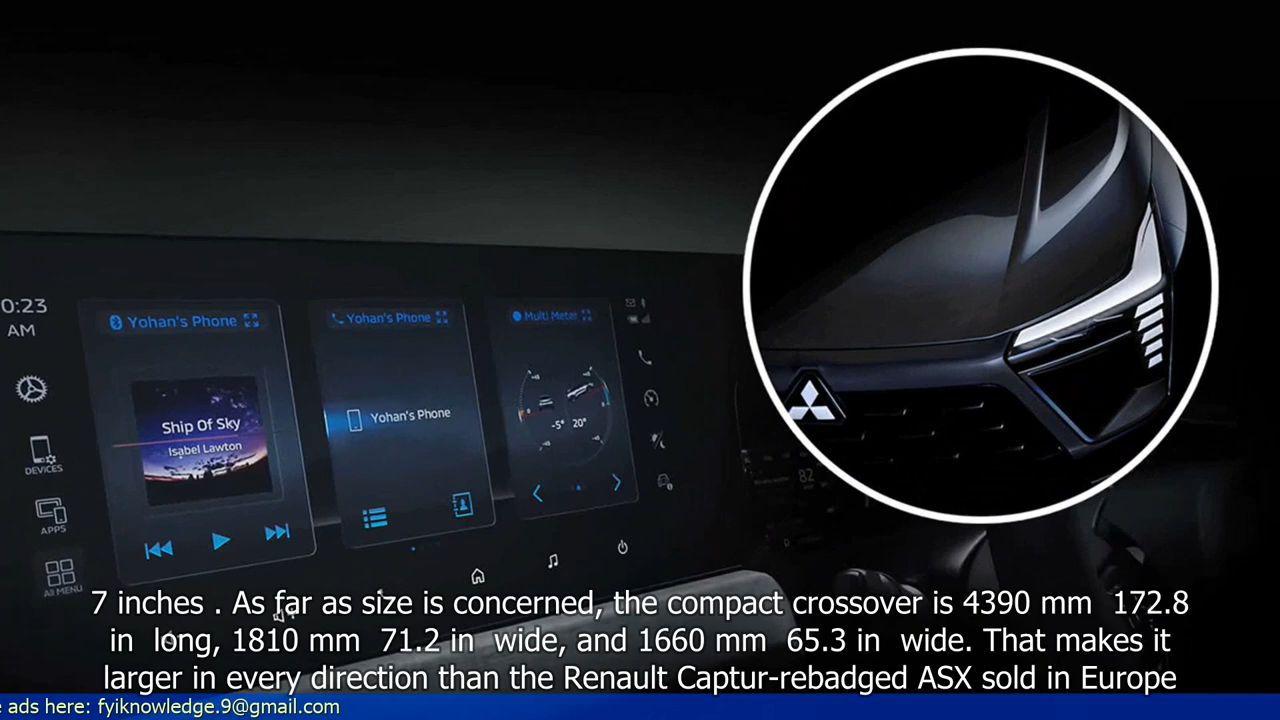 0:23
AM
DEVICES
APPS
All MENU
Yohan's Phone
Ship Of Sky
Isabel Lawton
Yohan's Phone
Yohan's Phone
Multi Meter
-5° 20°
82
7 inches . As far as size is concerned, the compact crossover is 4390 mm 172.8
in long, 1810 mm 71.2 in wide, and 1660 mm 65.3 in wide. That makes it
larger in every direction than the Renault Captur-rebadged ASX sold in Europe
ads here: fyiknowledge.9@gmail.com